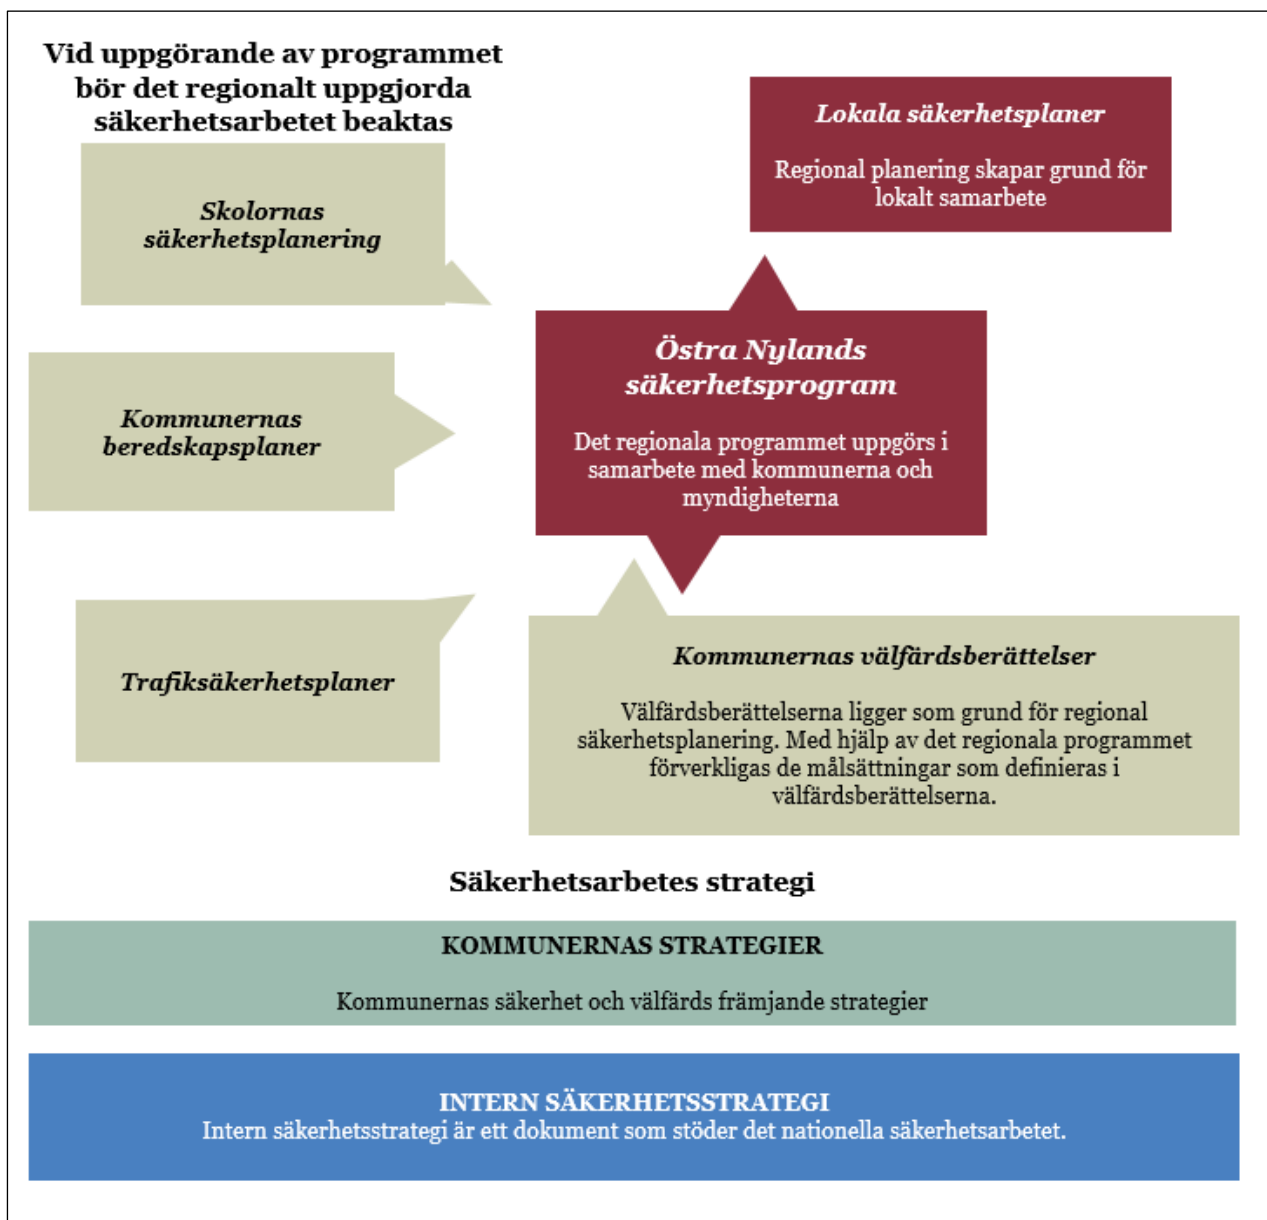 Vid uppgörande av programmet
bör det regionalt uppgjorda
säkerhetsarbetet beaktas
Skolornas
säkerhetsplanering
Kommunernas
beredskapsplaner
Trafiksäkerhetsplaner
Lokala säkerhetsplaner
Regional planering skapar grund för
lokalt samarbete
Östra Nylands
säkerhetsprogram
Det regionala programmet uppgörs i
samarbete med kommunerna och
myndigheterna
Kommunernas välfärdsberättelser
Välfärdsberättelserna ligger som grund för regional
säkerhetsplanering. Med hjälp av det regionala programmet
förverkligas de målsättningar som definieras i
välfärdsberättelserna.
Säkerhetsarbetes strategi
KOMMUNERNAS STRATEGIER
Kommunernas säkerhet och välfärds främjande strategier
INTERN SÄKERHETSSTRATEGI
Intern säkerhetsstrategi är ett dokument som stöder det nationella säkerhetsarbetet.